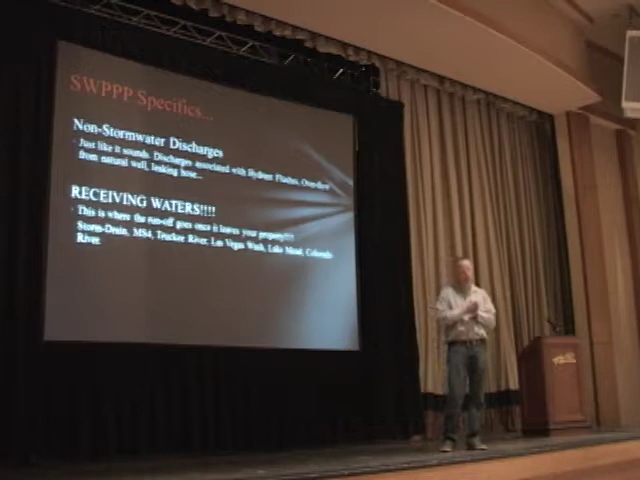 SWPPP Specifics...
Non-Stormwater Discharges
Just like it sounds. Discharges associated with Hydrant Flushes, Overflow
from natural well, leaking hose...
RECEIVING WATERS!!!!
This is where the run-off goes once it leaves your property!!!!
Storm-Drain, MS4, Truckee River, Las Vegas Wash, Lake Mead, Colorado
River.